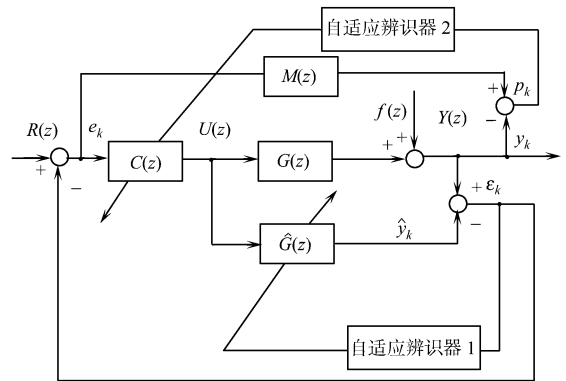 自适应辨识器 2
M(z)
+
p_k
−
f(z)
Y(z)
R(z)
e_k
U(z)
+
+
y_k
+
C(z)
G(z)
−
+
ε_k
ŷ_k
−
Ĝ(z)
自适应辨识器 1